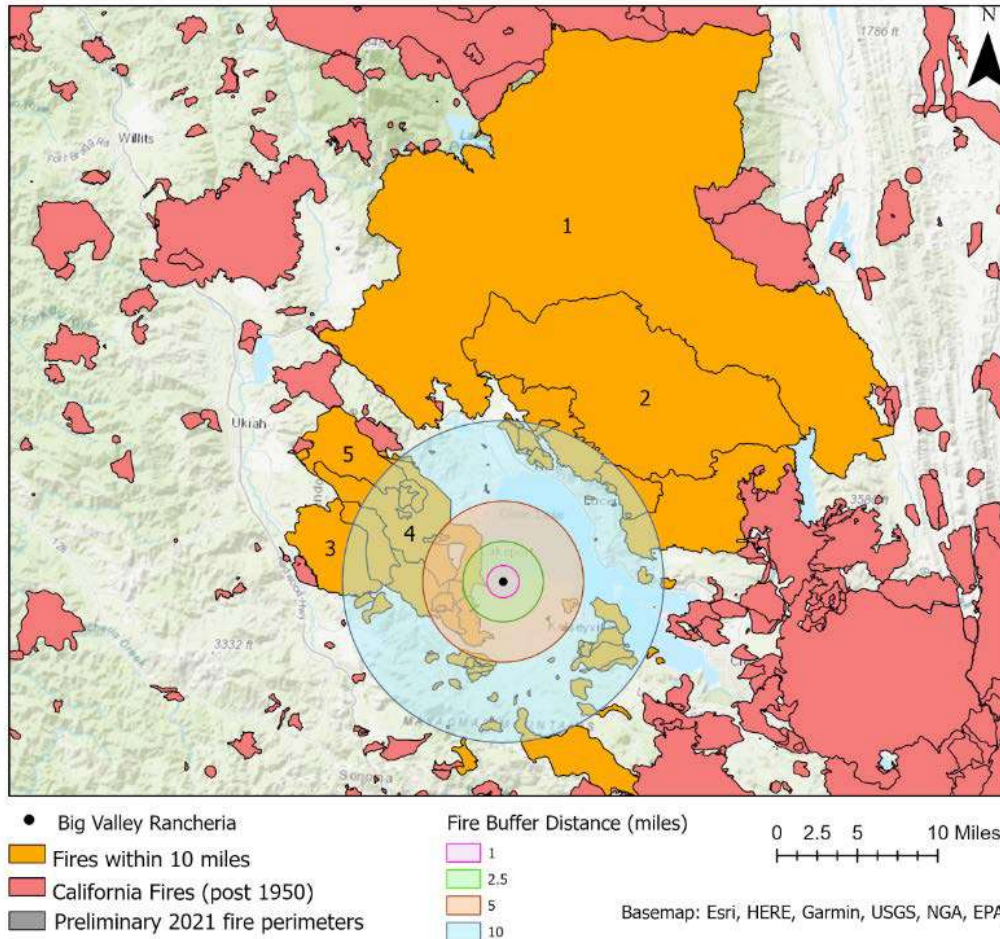 N
1786 ft
Willits
1
2
Ukiah
5
4
3
3332 ft
Sonoma
Big Valley Rancheria
Fires within 10 miles
California Fires (post 1950)
Preliminary 2021 fire perimeters
Fire Buffer Distance (miles)
1
2.5
5
10
0 2.5 5 10 Miles
Basemap: Esri, HERE, Garmin, USGS, NGA, EPA